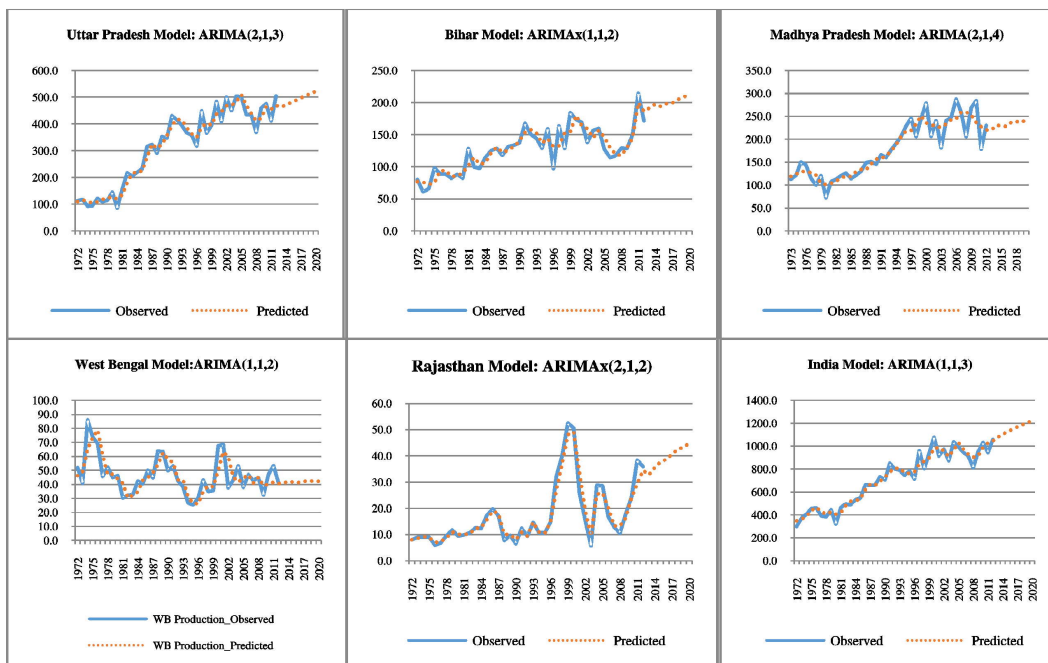 Uttar Pradesh Model: ARIMA(2,1,3)
600.0
500.0
400.0
300.0
200.0
100.0
0.0
1972 1975 1978 1981 1984 1987 1990 1993 1996 1999 2002 2005 2008 2011 2014 2017 2020
Observed Predicted
Bihar Model: ARIMAx(1,1,2)
250.0
200.0
150.0
100.0
50.0
0.0
1972 1975 1978 1981 1984 1987 1990 1993 1996 1999 2002 2005 2008 2011 2014 2017 2020
Observed Predicted
Madhya Pradesh Model: ARIMA(2,1,4)
350.0
300.0
250.0
200.0
150.0
100.0
50.0
0.0
1973 1976 1979 1982 1985 1988 1991 1994 1997 2000 2003 2006 2009 2012 2015 2018
Observed Predicted
West Bengal Model:ARIMA(1,1,2)
100.0
90.0
80.0
70.0
60.0
50.0
40.0
30.0
20.0
10.0
0.0
1972 1975 1978 1981 1984 1987 1990 1993 1996 1999 2002 2005 2008 2011 2014 2017 2020
WB Production_Observed
WB Production_Predicted
Rajasthan Model: ARIMAx(2,1,2)
60.0
50.0
40.0
30.0
20.0
10.0
0.0
1972 1975 1978 1981 1984 1987 1990 1993 1996 1999 2002 2005 2008 2011 2014 2017 2020
Observed Predicted
India Model: ARIMA(1,1,3)
1400.0
1200.0
1000.0
800.0
600.0
400.0
200.0
0.0
1972 1975 1978 1981 1984 1987 1990 1993 1996 1999 2002 2005 2008 2011 2014 2017 2020
Observed Predicted